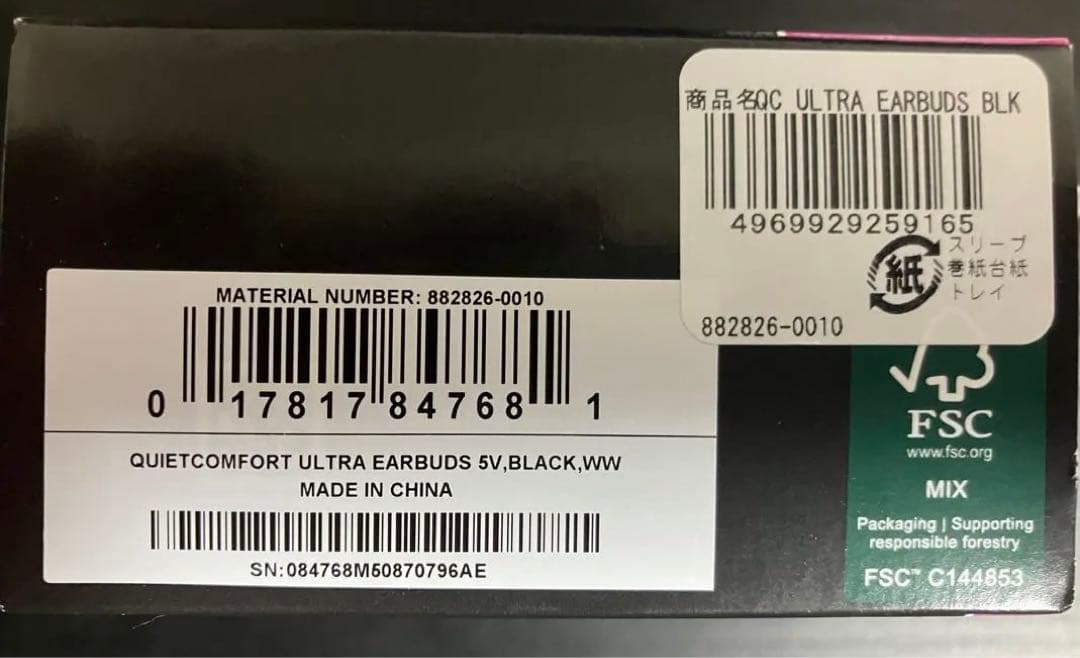 商品名QC ULTRA EARBUDS BLK
4969929259165
紙
スリーブ
巻紙台紙
トレイ
882826-0010
MATERIAL NUMBER: 882826-0010
0 17817 84768 1
QUIETCOMFORT ULTRA EARBUDS 5V,BLACK,WW
MADE IN CHINA
SN:084768M50870796AE
FSC
www.fsc.org
MIX
Packaging | Supporting
responsible forestry
FSC™ C144853